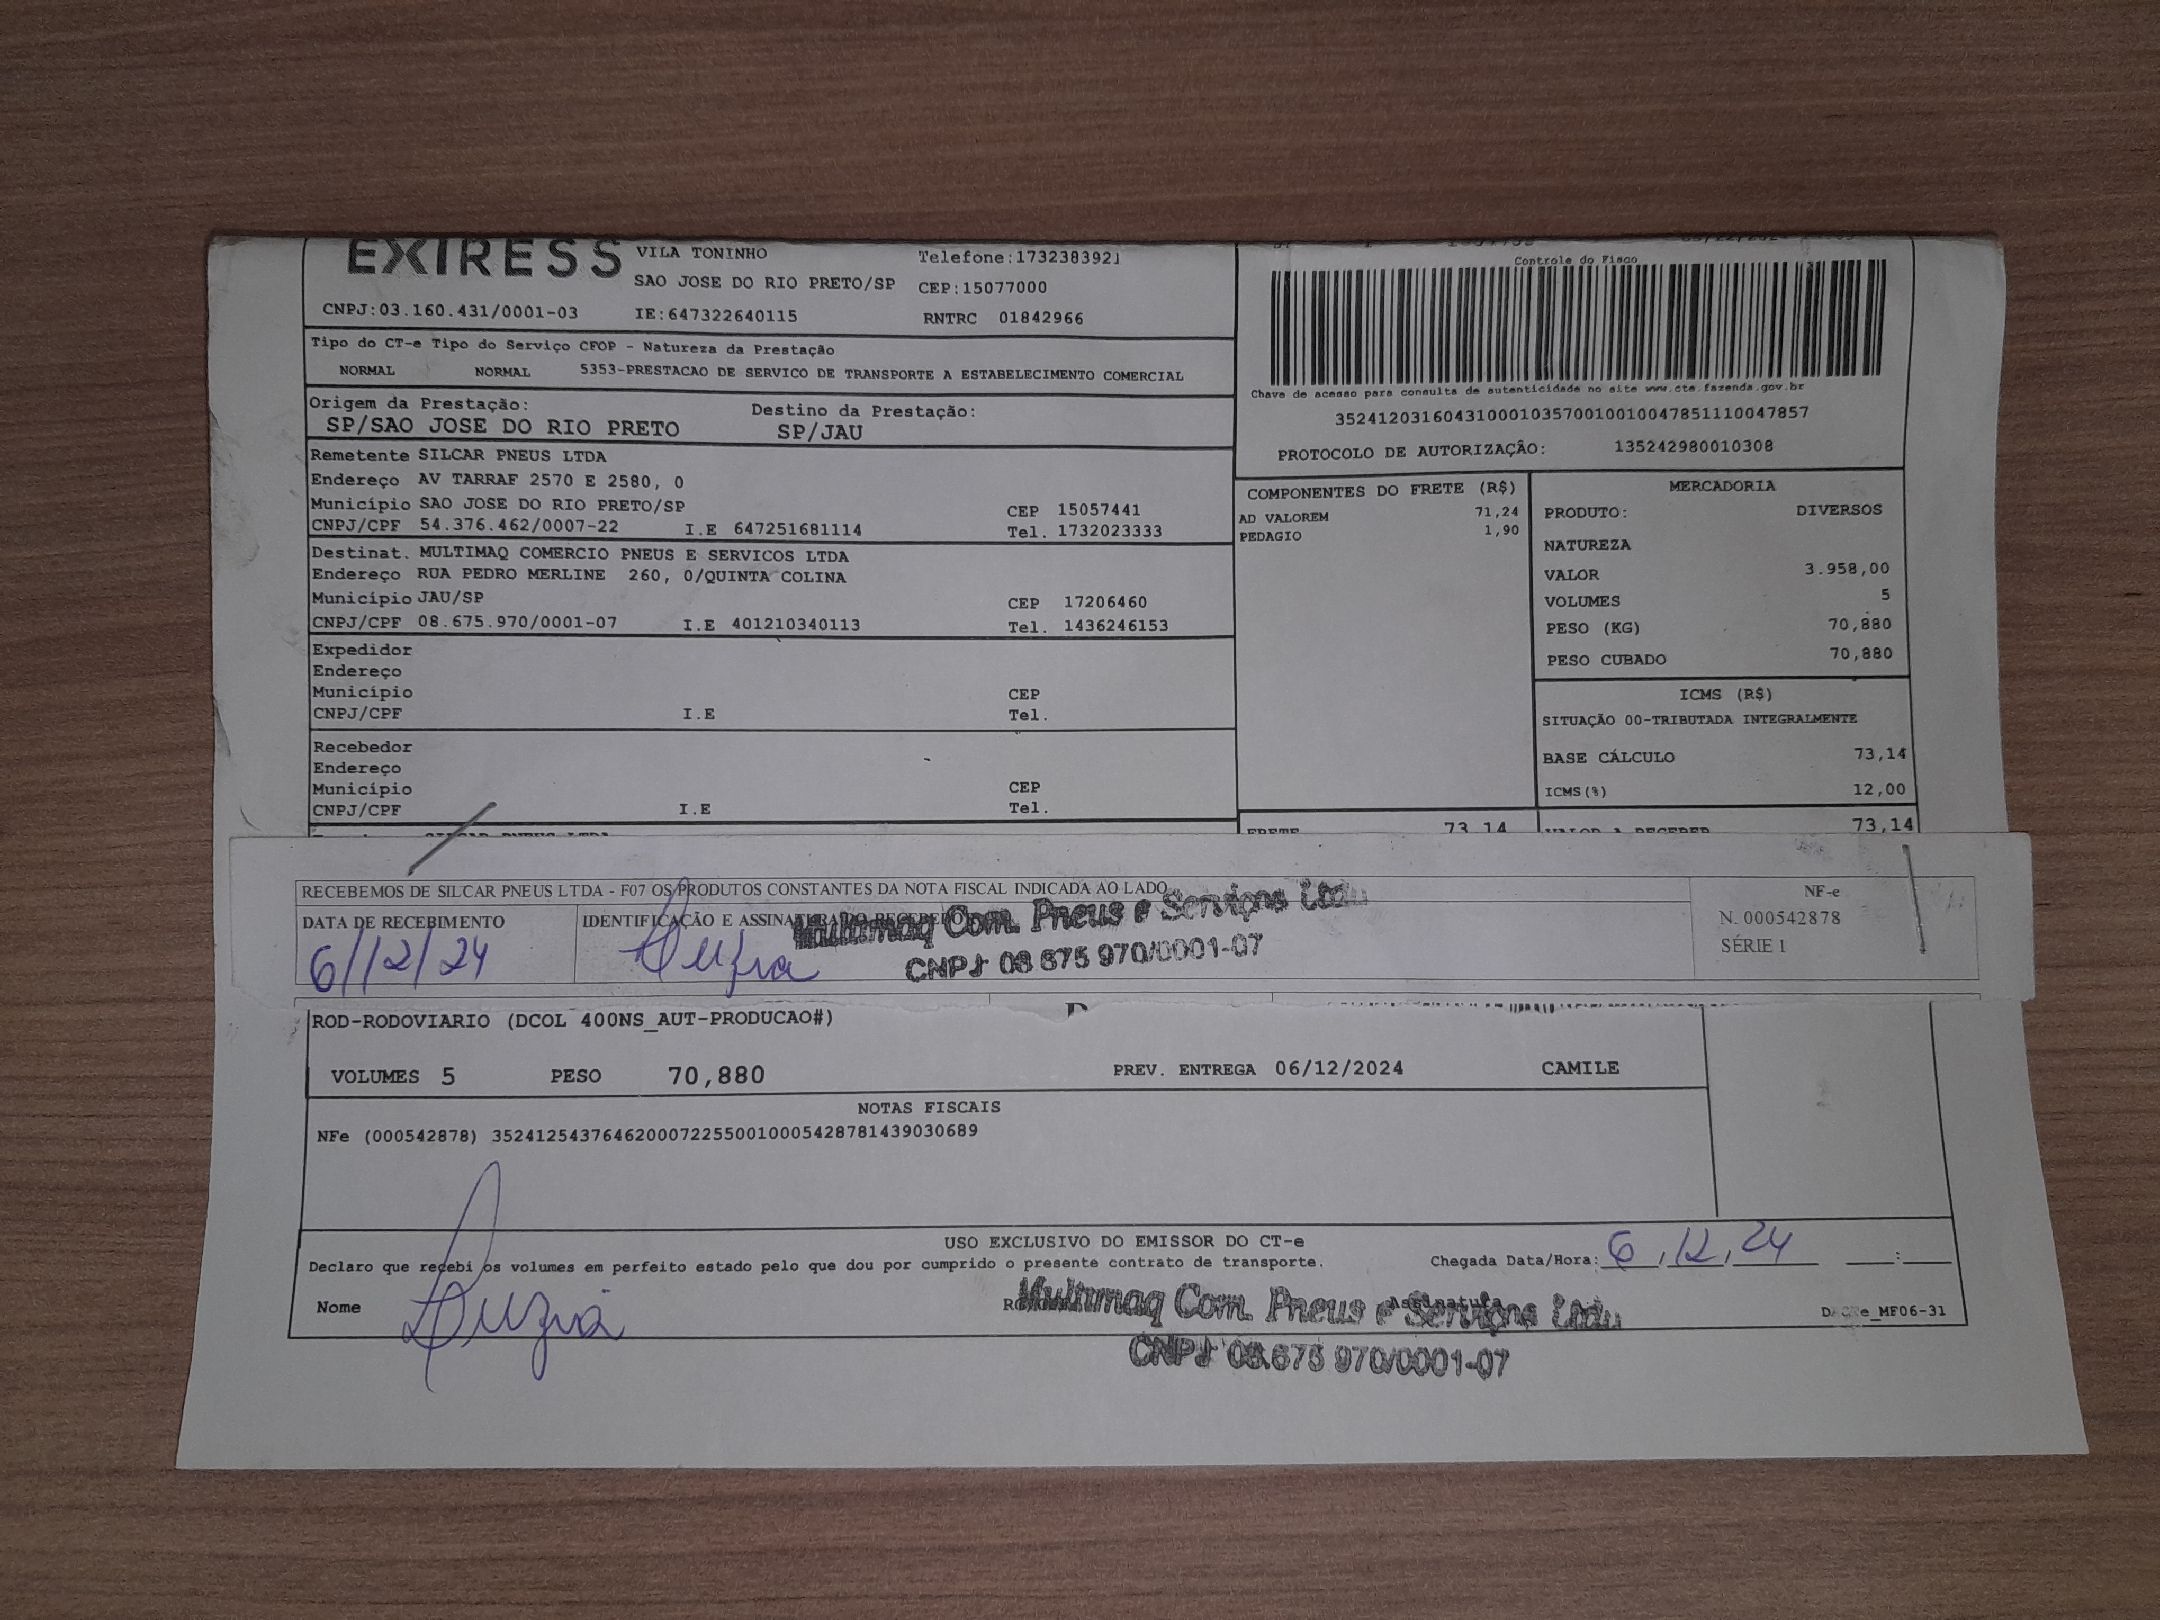 EXIRESS
VILA TONINHO Telefone:1732383921
SAO JOSE DO RIO PRETO/SP CEP:15077000
CNPJ:03.160.431/0001-03 IE:647322640115 RNTRC 01842966
Controle do Fisco
Tipo do CT-e Tipo do Serviço CFOP - Natureza da Prestação
NORMAL NORMAL 5353-PRESTACAO DE SERVICO DE TRANSPORTE A ESTABELECIMENTO COMERCIAL
Chave de acesso para consulta de autenticidade no site www.cte.fazenda.gov.br
35241203160431000103570010010047851110047857
PROTOCOLO DE AUTORIZAÇÃO: 135242980010308
Origem da Prestação: Destino da Prestação:
SP/SAO JOSE DO RIO PRETO SP/JAU
Remetente SILCAR PNEUS LTDA
Endereço AV TARRAF 2570 E 2580, 0
Município SAO JOSE DO RIO PRETO/SP CEP 15057441
CNPJ/CPF 54.376.462/0007-22 I.E 647251681114 Tel. 1732023333
Destinat. MULTIMAQ COMERCIO PNEUS E SERVICOS LTDA
Endereço RUA PEDRO MERLINE 260, 0/QUINTA COLINA
Município JAU/SP CEP 17206460
CNPJ/CPF 08.675.970/0001-07 I.E 401210340113 Tel. 1436246153
Expedidor
Endereço
Município CEP
CNPJ/CPF I.E Tel.
Recebedor
Endereço
Município CEP
CNPJ/CPF I.E Tel.
COMPONENTES DO FRETE (R$)
AD VALOREM 71,24
PEDAGIO 1,90
MERCADORIA
PRODUTO: DIVERSOS
NATUREZA
VALOR 3.958,00
VOLUMES 5
PESO (KG) 70,880
PESO CUBADO 70,880
ICMS (R$)
SITUAÇÃO 00-TRIBUTADA INTEGRALMENTE
BASE CÁLCULO 73,14
ICMS(%) 12,00
SILCAR PNEUS LTDA
FRETE 73,14 VALOR A RECEBER 73,14
RECEBEMOS DE SILCAR PNEUS LTDA - F07 OS PRODUTOS CONSTANTES DA NOTA FISCAL INDICADA AO LADO
DATA DE RECEBIMENTO IDENTIFICAÇÃO E ASSINATURA DO RECEBEDOR
6/12/24 Luzia
Multimaq Com. Pneus e Serviços Ltda
CNPJ 08 675 970/0001-07
NF-e
N. 000542878
SÉRIE 1
ROD-RODOVIARIO (DCOL 400NS_AUT-PRODUCAO#)
VOLUMES 5 PESO 70,880 PREV. ENTREGA 06/12/2024 CAMILE
NOTAS FISCAIS
NFe (000542878) 35241254376462000722550010005428781439030689
USO EXCLUSIVO DO EMISSOR DO CT-e
Declaro que recebi os volumes em perfeito estado pelo que dou por cumprido o presente contrato de transporte. Chegada Data/Hora: 6,12,24 :
Nome Luzia Assinatura
Multimaq Com. Pneus e Serviços Ltda
CNPJ 08.675 970/0001-07